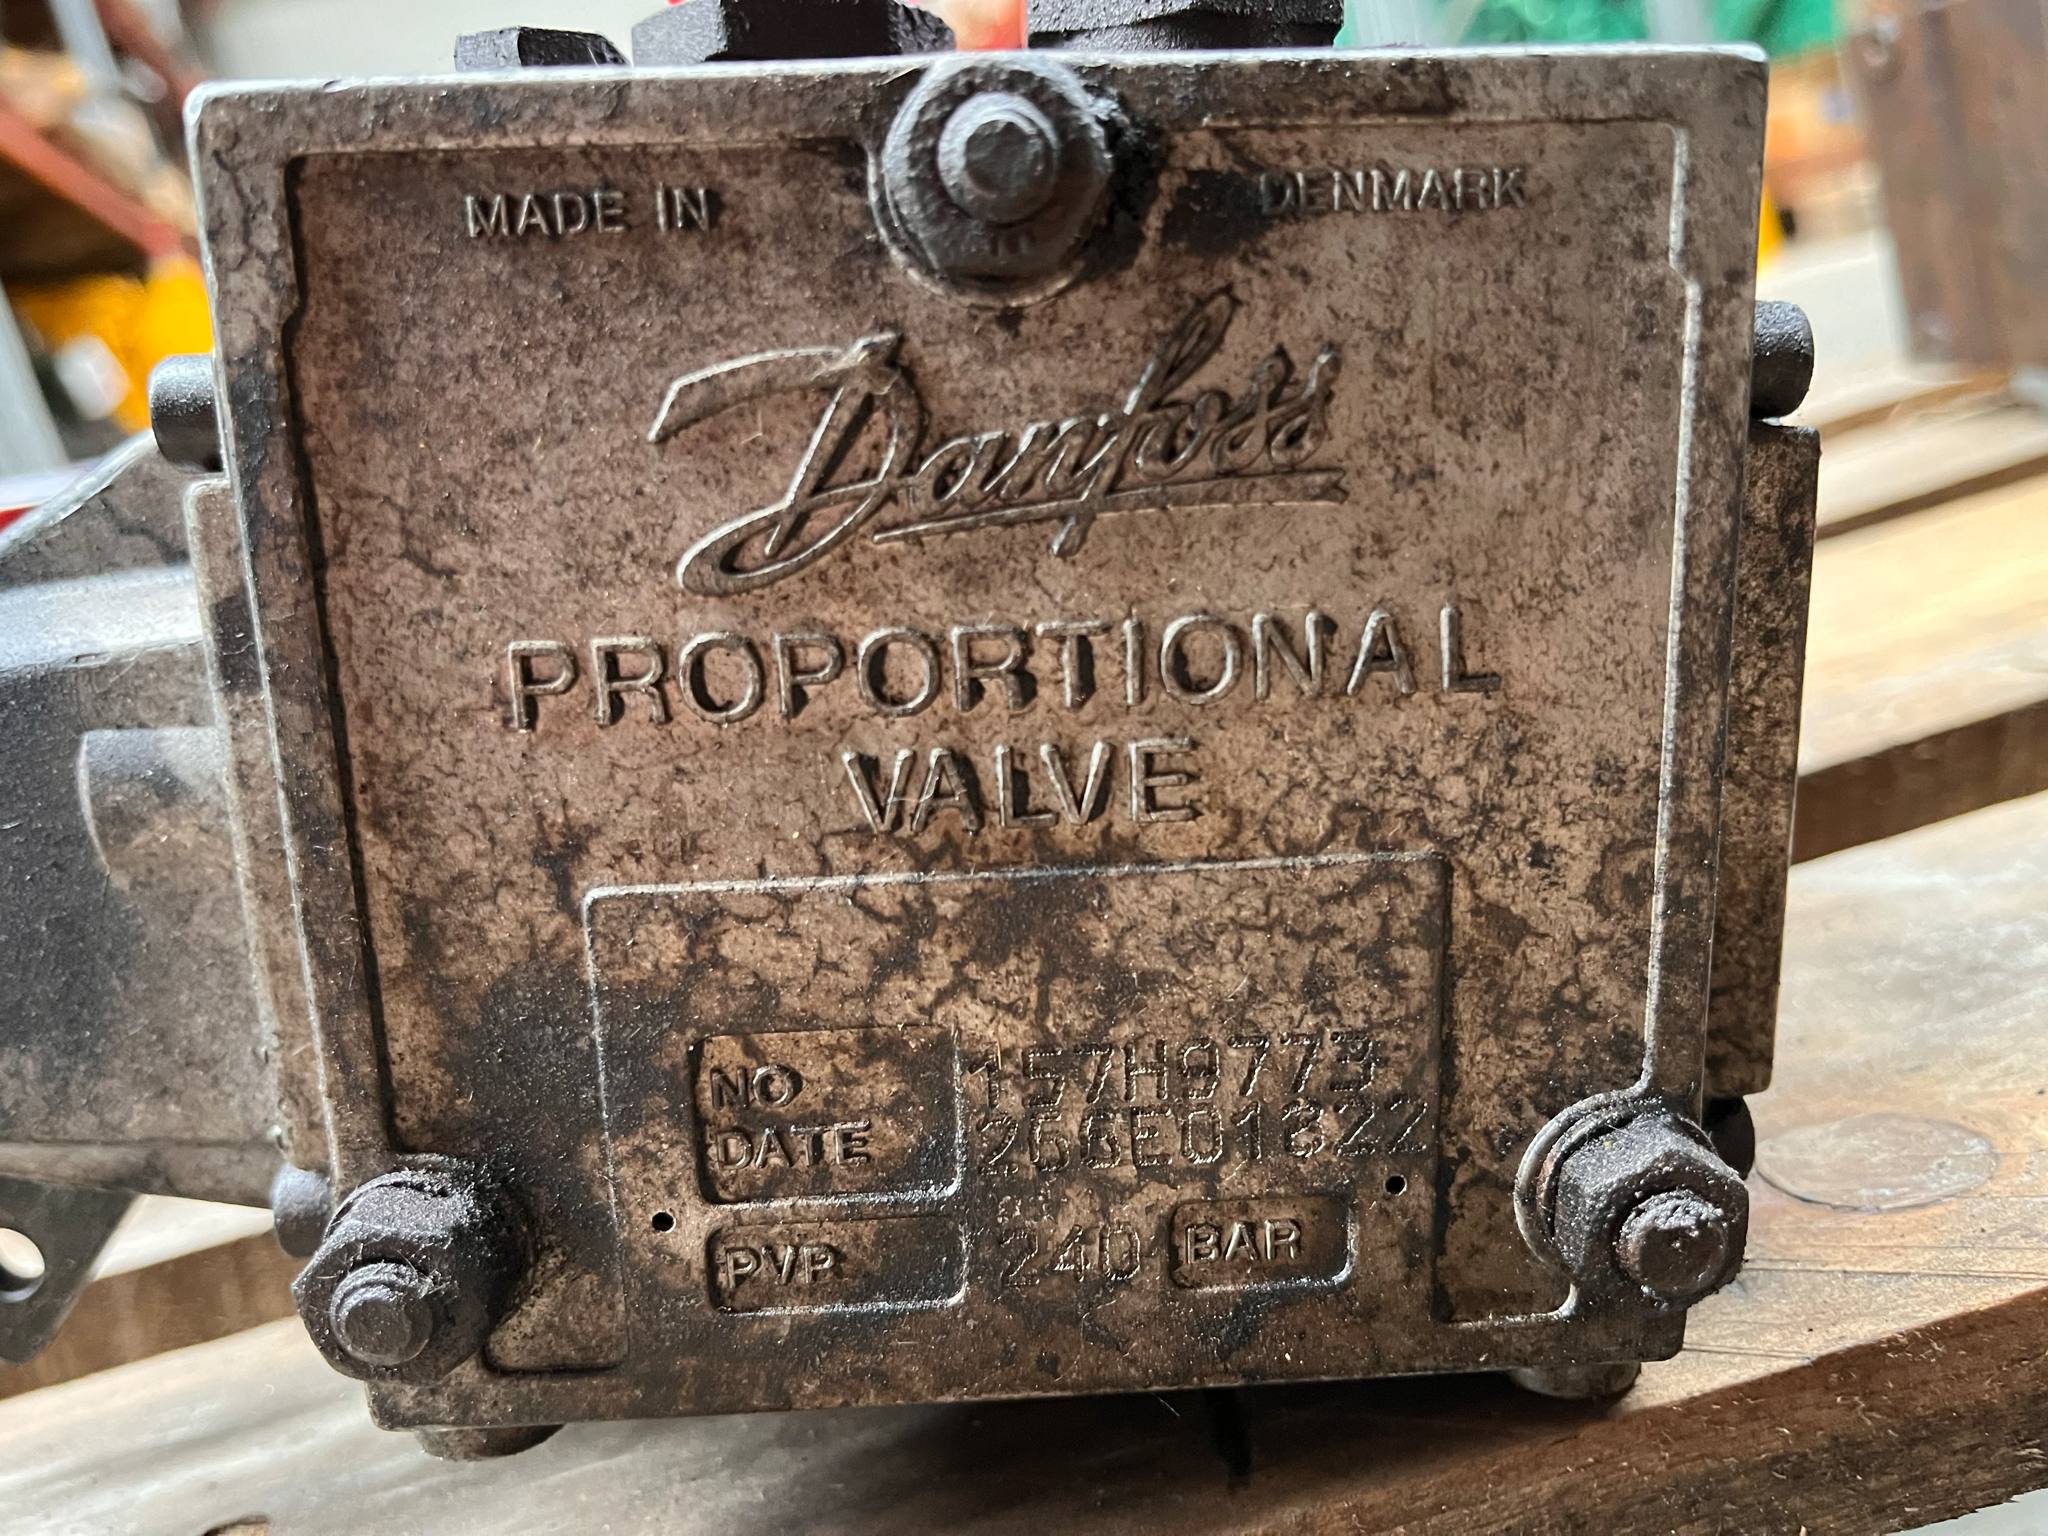 MADE IN DENMARK
Danfoss
PROPORTIONAL
VALVE
NO 157H9773
DATE 266E01822
PVP 240 BAR